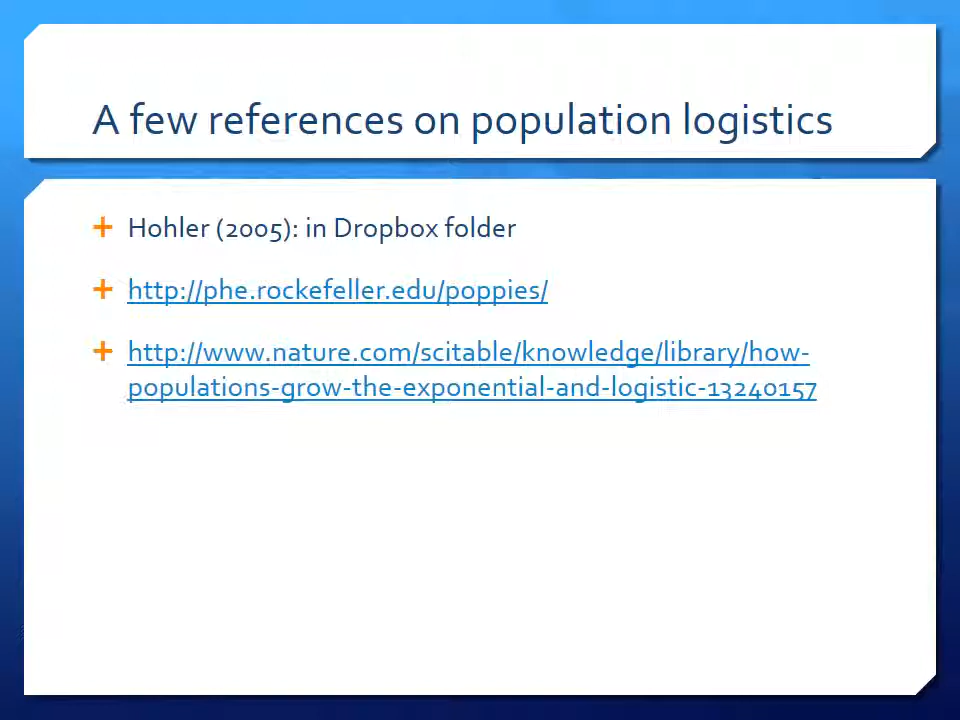 A few references on population logistics
Hohler (2005): in Dropbox folder
http://phe.rockefeller.edu/poppies/
http://www.nature.com/scitable/knowledge/library/how-
populations-grow-the-exponential-and-logistic-13240157